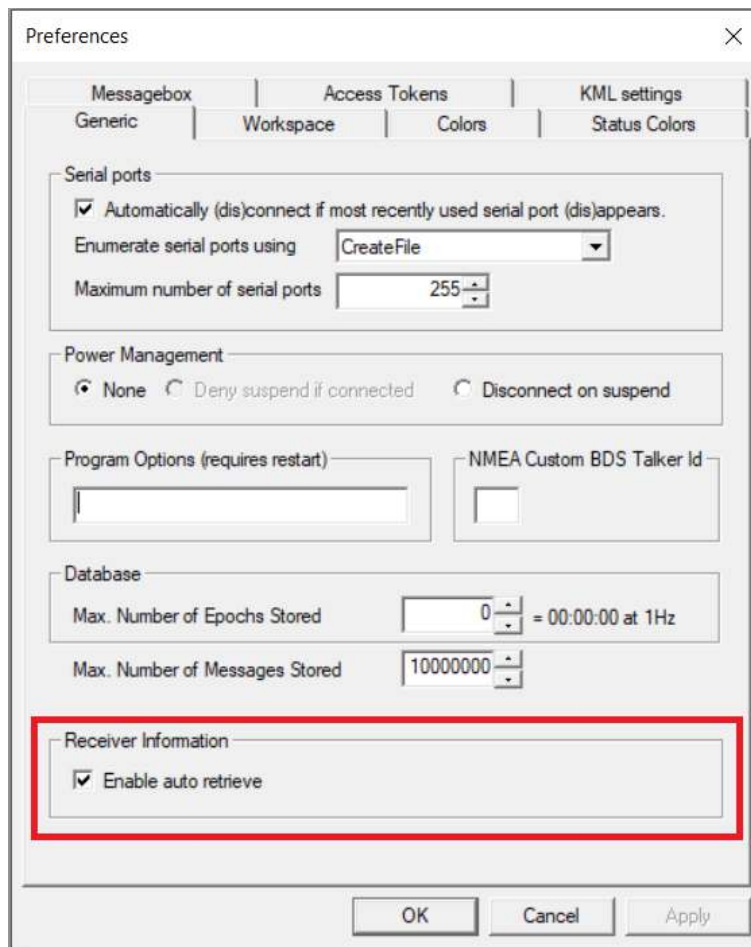 Preferences
Messagebox Access Tokens KML settings
Generic Workspace Colors Status Colors
Serial ports
Automatically (dis)connect if most recently used serial port (dis)appears.
Enumerate serial ports using CreateFile
Maximum number of serial ports 255
Power Management
None Deny suspend if connected Disconnect on suspend
Program Options (requires restart) NMEA Custom BDS Talker Id
Database
Max. Number of Epochs Stored 0 = 00:00:00 at 1Hz
Max. Number of Messages Stored 10000000
Receiver Information
Enable auto retrieve
OK Cancel Apply